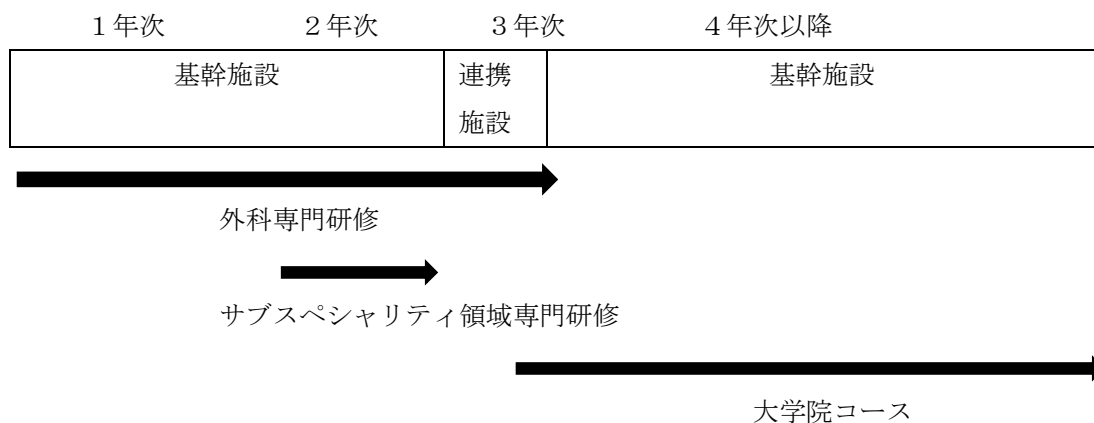 １年次 ２年次 ３年次 ４年次以降
基幹施設 連携 基幹施設
施設
外科専門研修
サブスペシャリティ領域専門研修
大学院コース